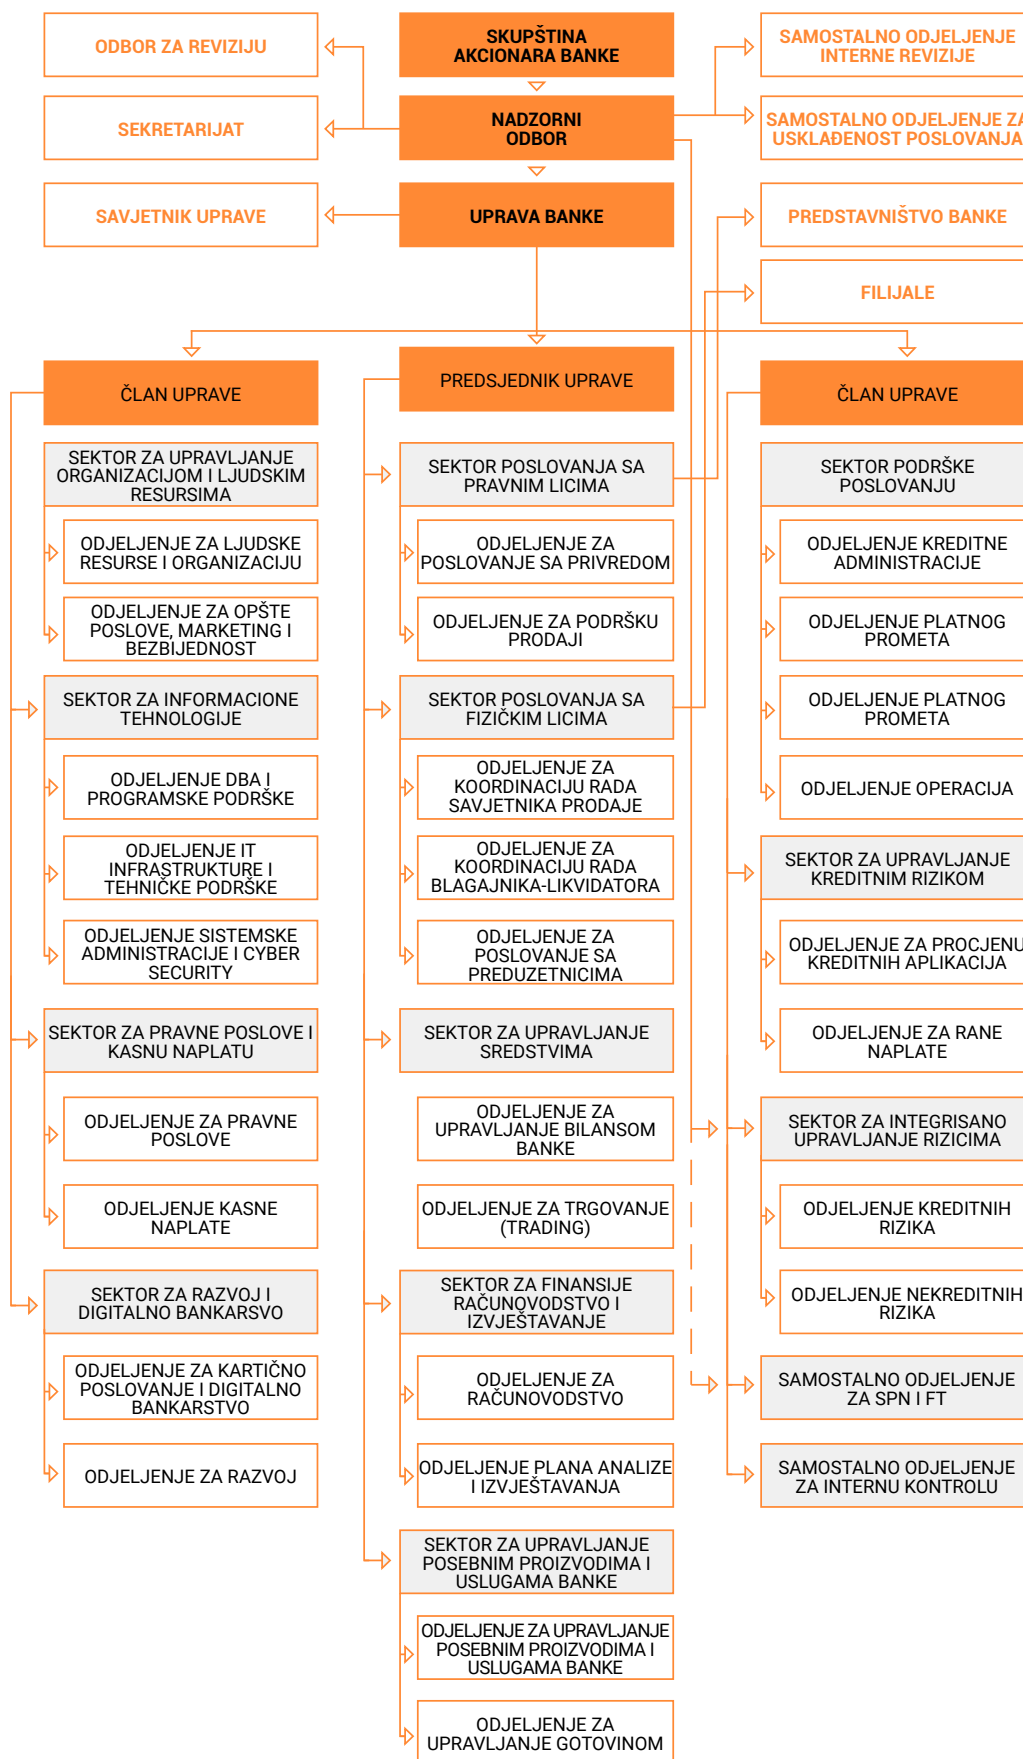 ODBOR ZA REVIZIJU
SKUPŠTINA
AKCIONARA BANKE
SAMOSTALNO ODJELJENJE
INTERNE REVIZIJE
SEKRETARIJAT
NADZORNI
ODBOR
SAMOSTALNO ODJELJENJE ZA
USKLAĐENOST POSLOVANJA
SAVJETNIK UPRAVE
UPRAVA BANKE
PREDSTAVNIŠTVO BANKE
FILIJALE
ČLAN UPRAVE
SEKTOR ZA UPRAVLJANJE
ORGANIZACIJOM I LJUDSKIM
RESURSIMA
ODJELJENJE ZA LJUDSKE
RESURSE I ORGANIZACIJU
ODJELJENJE ZA OPŠTE
POSLOVE, MARKETING I
BEZBIJEDNOST
SEKTOR ZA INFORMACIONE
TEHNOLOGIJE
ODJELJENJE DBA I
PROGRAMSKE PODRŠKE
ODJELJENJE IT
INFRASTRUKTURE I
TEHNIČKE PODRŠKE
ODJELJENJE SISTEMSKE
ADMINISTRACIJE I CYBER
SECURITY
SEKTOR ZA PRAVNE POSLOVE I
KASNU NAPLATU
ODJELJENJE ZA PRAVNE
POSLOVE
ODJELJENJE KASNE
NAPLATE
SEKTOR ZA RAZVOJ I
DIGITALNO BANKARSVO
ODJELJENJE ZA KARTIČNO
POSLOVANJE I DIGITALNO
BANKARSTVO
ODJELJENJE ZA RAZVOJ
PREDSJEDNIK UPRAVE
SEKTOR POSLOVANJA SA
PRAVNIM LICIMA
ODJELJENJE ZA
POSLOVANJE SA PRIVREDOM
ODJELJENJE ZA PODRŠKU
PRODAJI
SEKTOR POSLOVANJA SA
FIZIČKIM LICIMA
ODJELJENJE ZA
KOORDINACIJU RADA
SAVJETNIKA PRODAJE
ODJELJENJE ZA
KOORDINACIJU RADA
BLAGAJNIKA-LIKVIDATORA
ODJELJENJE ZA
POSLOVANJE SA
PREDUZETNICIMA
SEKTOR ZA UPRAVLJANJE
SREDSTVIMA
ODJELJENJE ZA
UPRAVLJANJE BILANSOM
BANKE
ODJELJENJE ZA TRGOVANJE
(TRADING)
SEKTOR ZA FINANSIJE
RAČUNOVODSTVO I
IZVJEŠTAVANJE
ODJELJENJE ZA
RAČUNOVODSTVO
ODJELJENJE PLANA ANALIZE
I IZVJEŠTAVANJA
SEKTOR ZA UPRAVLJANJE
POSEBNIM PROIZVODIMA I
USLUGAMA BANKE
ODJELJENJE ZA UPRAVLJANJE
POSEBNIM PROIZVODIMA I
USLUGAMA BANKE
ODJELJENJE ZA
UPRAVLJANJE GOTOVINOM
ČLAN UPRAVE
SEKTOR PODRŠKE
POSLOVANJU
ODJELJENJE KREDITNE
ADMINISTRACIJE
ODJELJENJE PLATNOG
PROMETA
ODJELJENJE PLATNOG
PROMETA
ODJELJENJE OPERACIJA
SEKTOR ZA UPRAVLJANJE
KREDITNIM RIZIKOM
ODJELJENJE ZA PROCJENU
KREDITNIH APLIKACIJA
ODJELJENJE ZA RANE
NAPLATE
SEKTOR ZA INTEGRISANO
UPRAVLJANJE RIZICIMA
ODJELJENJE KREDITNIH
RIZIKA
ODJELJENJE NEKREDITNIH
RIZIKA
SAMOSTALNO ODJELJENJE
ZA SPN I FT
SAMOSTALNO ODJELJENJE
ZA INTERNU KONTROLU